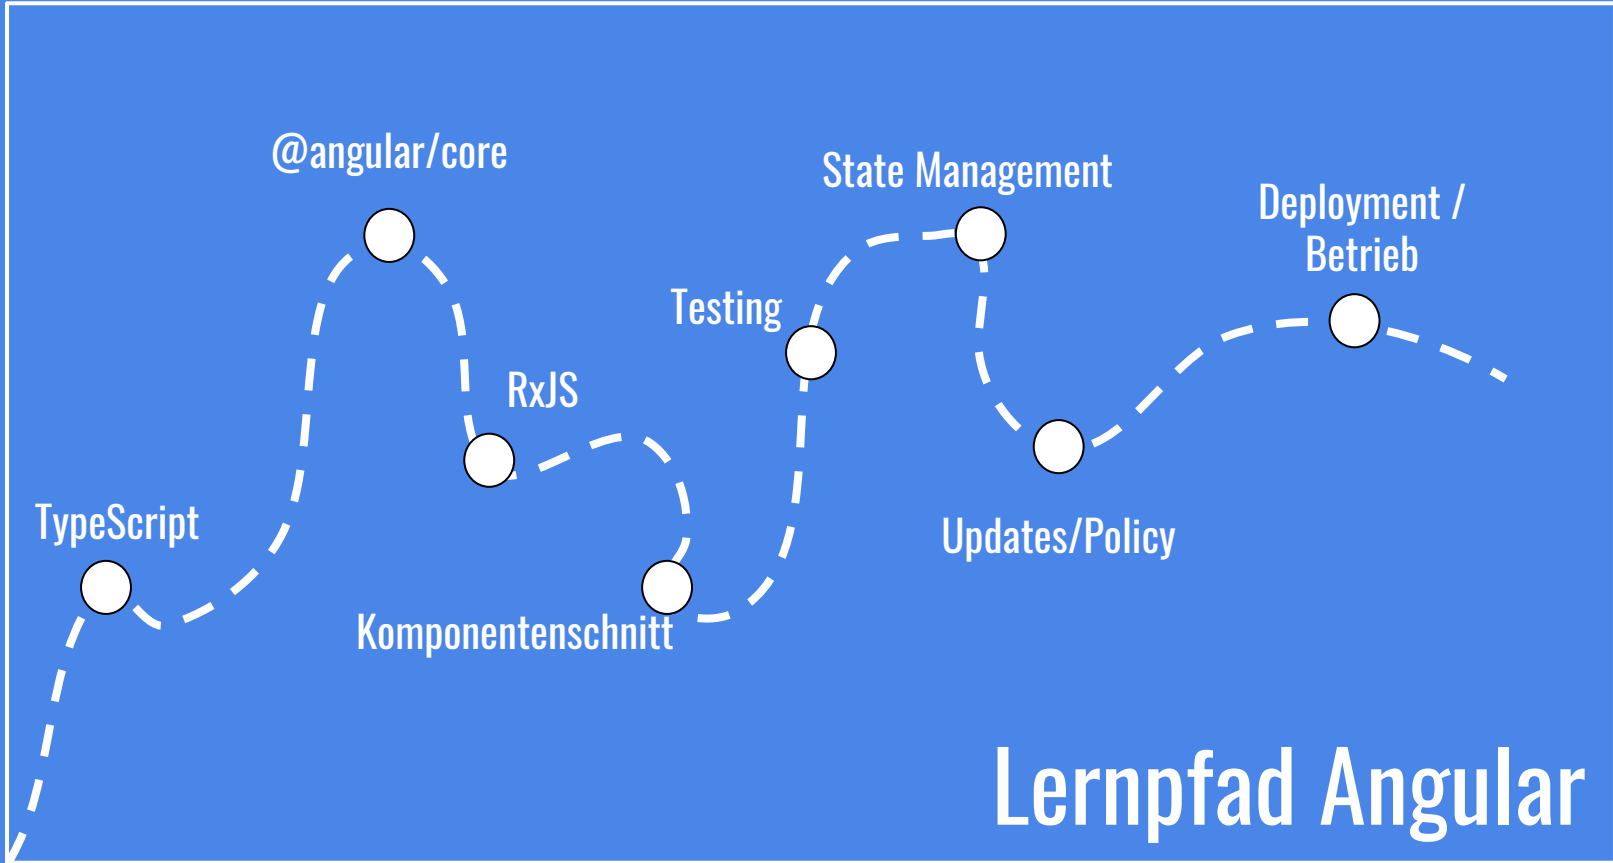 @angular/core
State Management
Deployment /
Betrieb
Testing
RxJS
TypeScript
Updates/Policy
Komponentenschnitt
Lernpfad Angular